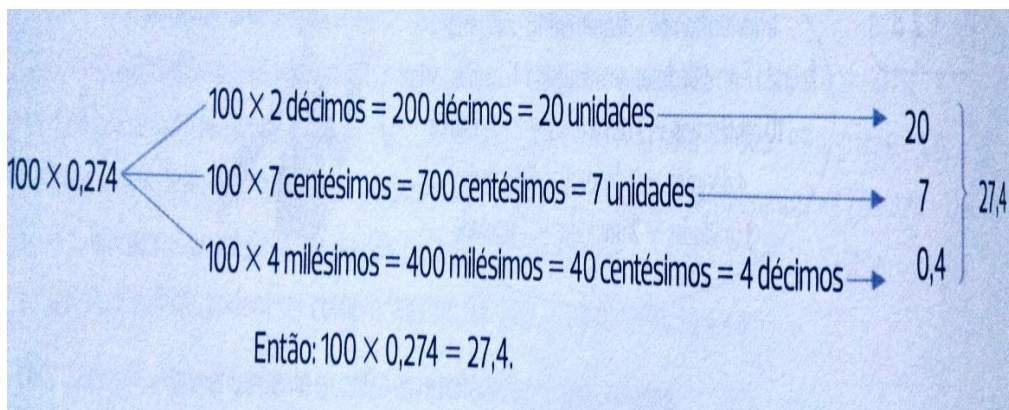 100 X 2 décimos = 200 décimos = 20 unidades 20
100 X 0,274 100 X 7 centésimos = 700 centésimos = 7 unidades 7 27,4
100 X 4 milésimos = 400 milésimos = 40 centésimos = 4 décimos 0,4
Então: 100 X 0,274 = 27,4.